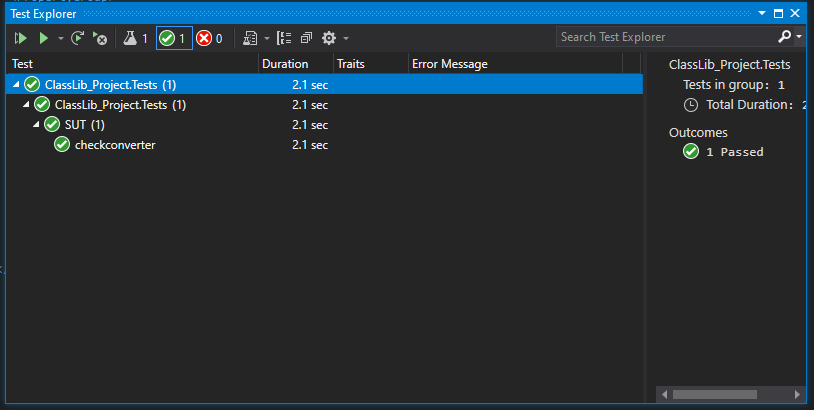 Test Explorer
1 1 0 Search Test Explorer
Test Duration Traits Error Message
ClassLib_Project.Tests (1) 2.1 sec
ClassLib_Project.Tests (1) 2.1 sec
SUT (1) 2.1 sec
checkconverter 2.1 sec
ClassLib_Project.Tests
Tests in group: 1
Total Duration: 2
Outcomes
1 Passed